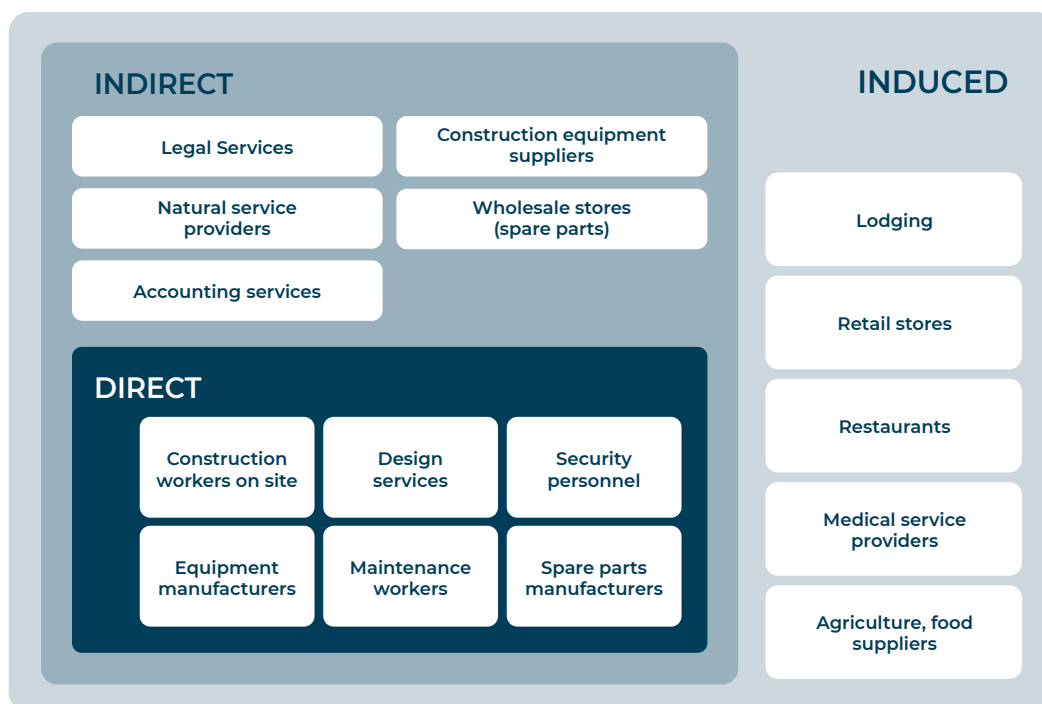 INDIRECT
Legal Services
Construction equipment
suppliers
Natural service
providers
Wholesale stores
(spare parts)
Accounting services
DIRECT
Construction
workers on site
Design
services
Security
personnel
Equipment
manufacturers
Maintenance
workers
Spare parts
manufacturers
INDUCED
Lodging
Retail stores
Restaurants
Medical service
providers
Agriculture, food
suppliers